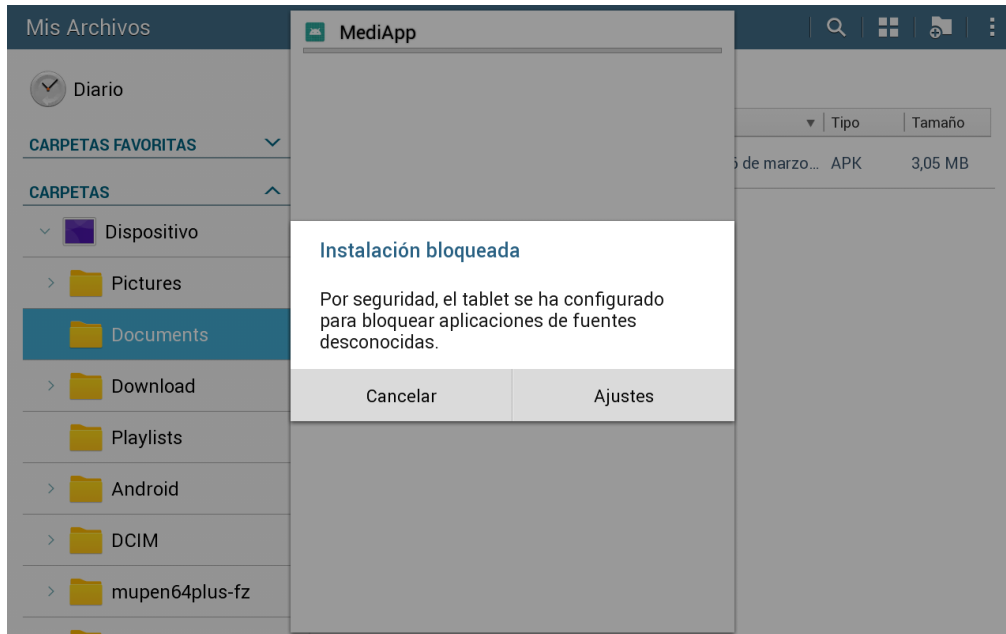 Mis Archivos
MediApp
Diario
CARPETAS FAVORITAS
Tipo
Tamaño
CARPETAS
de marzo... APK 3,05 MB
Dispositivo
Pictures
Documents
Download
Playlists
Android
DCIM
mupen64plus-fz
Instalación bloqueada
Por seguridad, el tablet se ha configurado
para bloquear aplicaciones de fuentes
desconocidas.
Cancelar
Ajustes